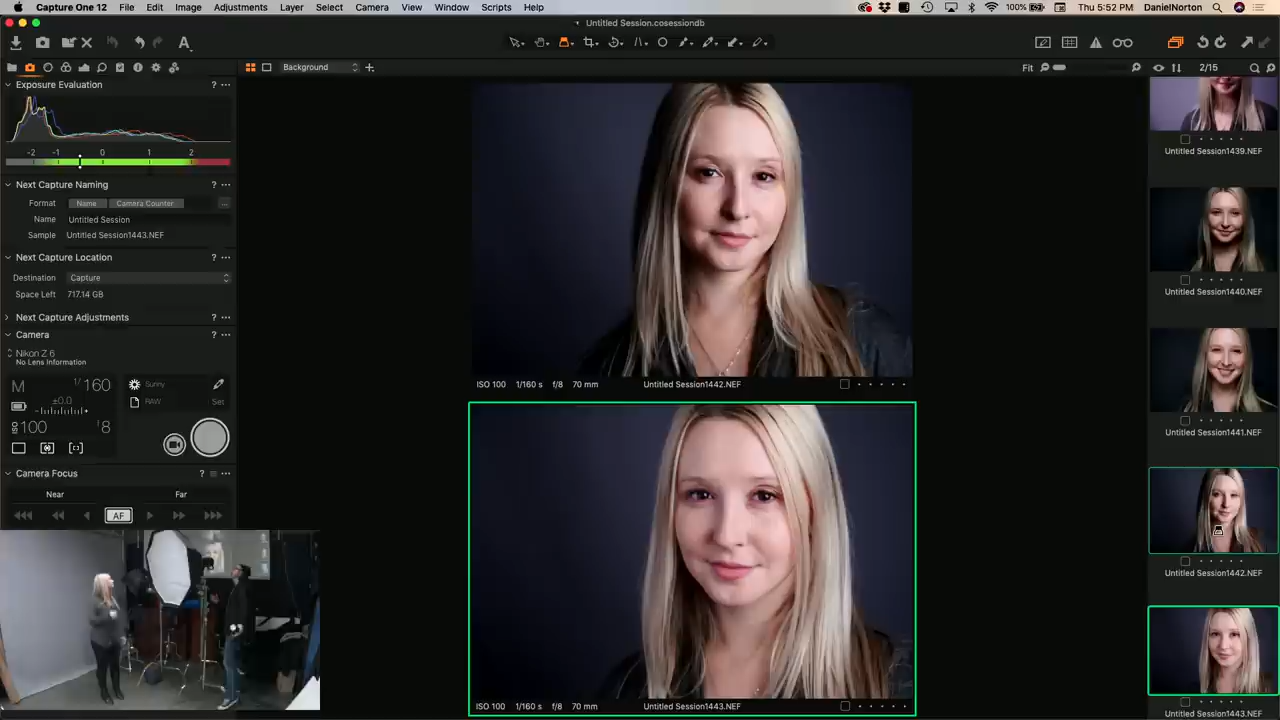 Capture One 12 File Edit Image Adjustments Layer Select Camera View Window Scripts Help 100% Thu 5:52 PM DanielNorton
Untitled Session.cosessiondb
Background Fit 2/15
Exposure Evaluation ? ...
-2 -1 0 1 2
Next Capture Naming ? ...
Format Name Camera Counter ...
Name Untitled Session
Sample Untitled Session1443.NEF
Next Capture Location ? ...
Destination Capture
Space Left 717.14 GB
Next Capture Adjustments ? ...
Camera ? ...
Nikon Z 6
No Lens Information
M 1/160 Sunny
±0.0 RAW Set
ISO 100 f/8
Camera Focus ? ...
Near Far
AF
ISO 100 1/160 s f/8 70 mm Untitled Session1442.NEF
ISO 100 1/160 s f/8 70 mm Untitled Session1443.NEF
Untitled Session1439.NEF
Untitled Session1440.NEF
Untitled Session1441.NEF
Untitled Session1442.NEF
Untitled Session1443.NEF